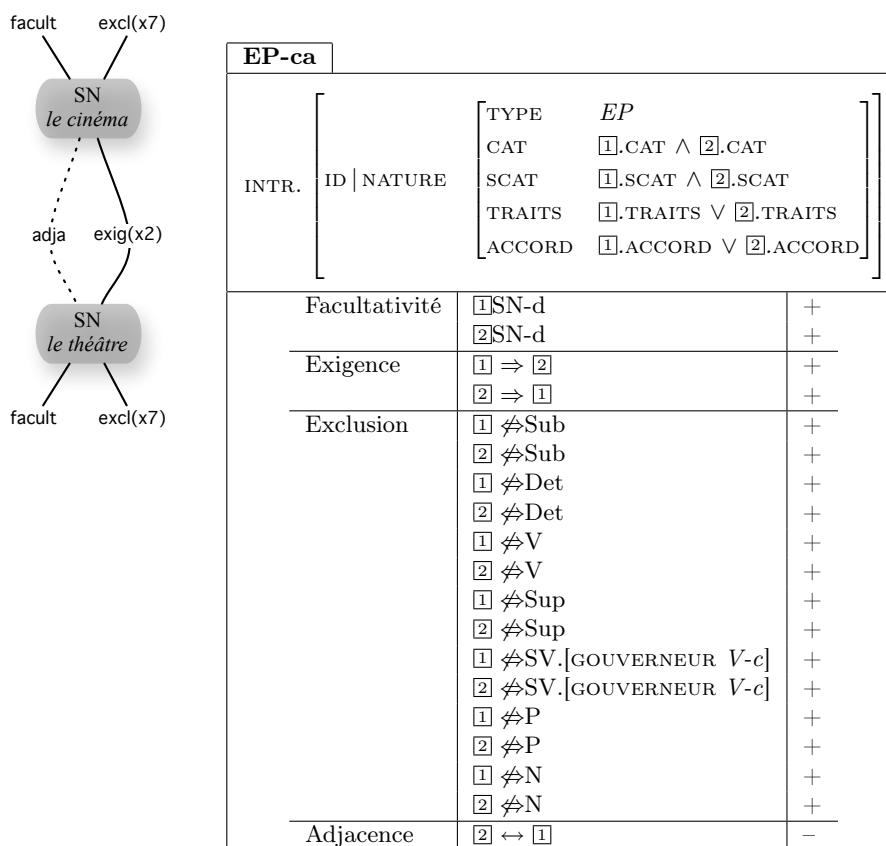 facult excl(x7)
SN
le cinéma
adja exig(x2)
SN
le théâtre
facult excl(x7)
EP-ca
INTR. [ID | NATURE [TYPE EP
CAT 1.CAT ∧ 2.CAT
SCAT 1.SCAT ∧ 2.SCAT
TRAITS 1.TRAITS ∨ 2.TRAITS
ACCORD 1.ACCORD ∨ 2.ACCORD]]
Facultativité 1SN-d +
2SN-d +
Exigence 1 ⇒ 2 +
2 ⇒ 1 +
Exclusion 1 ⇎Sub +
2 ⇎Sub +
1 ⇎Det +
2 ⇎Det +
1 ⇎V +
2 ⇎V +
1 ⇎Sup +
2 ⇎Sup +
1 ⇎SV.[GOUVERNEUR V-c] +
2 ⇎SV.[GOUVERNEUR V-c] +
1 ⇎P +
2 ⇎P +
1 ⇎N +
2 ⇎N +
Adjacence 2 ↔ 1 –